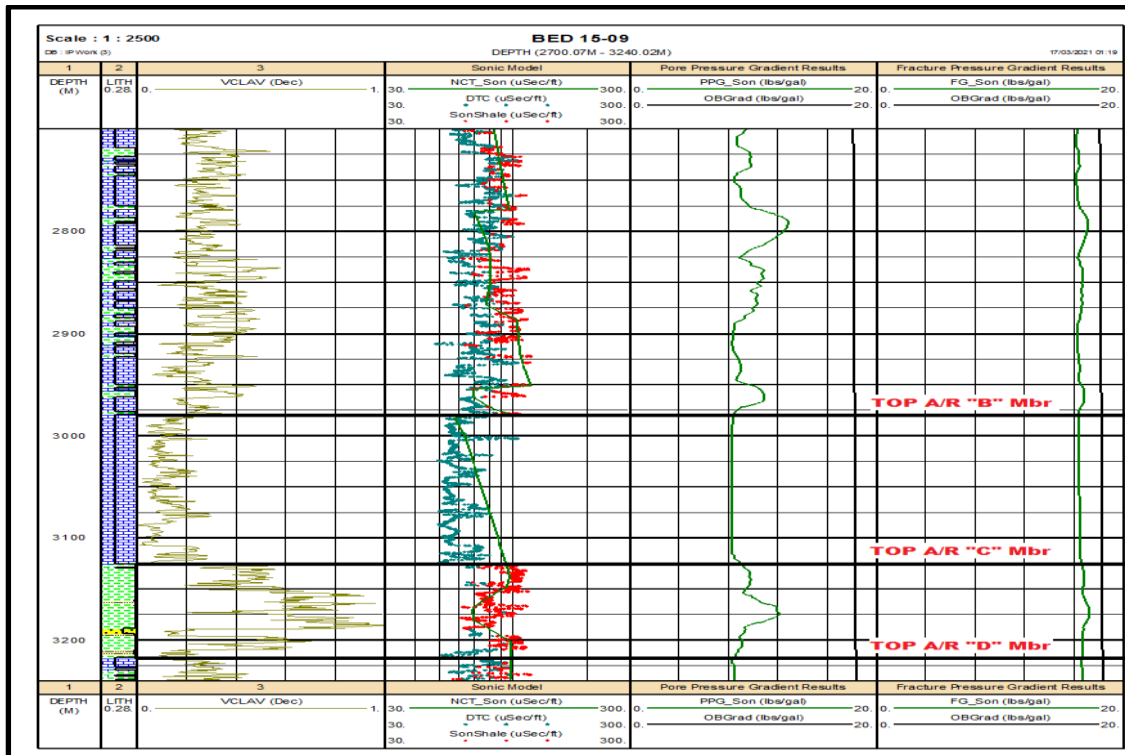 Scale : 1 : 2500 BED 15-09
DB : IP Work (3) DEPTH (2700.07M - 3240.02M) 17/03/2021 01:19
1 2 3 Sonic Model Pore Pressure Gradient Results Fracture Pressure Gradient Results
DEPTH LITH VCLAV (Dec) NCT_Son (uSec/ft) PPG_Son (lbs/gal) FG_Son (lbs/gal)
(M) 0.28. 0. 1. 30. 300. 0. 20. 0. 20.
DTC (uSec/ft) OBGrad (lbs/gal) OBGrad (lbs/gal)
30. 300. 0. 20. 0. 20.
SonShale (uSec/ft)
30. 300.
2800
2900
TOP A/R "B" Mbr
3000
3100
TOP A/R "C" Mbr
3200
TOP A/R "D" Mbr
1 2 3 Sonic Model Pore Pressure Gradient Results Fracture Pressure Gradient Results
DEPTH LITH VCLAV (Dec) NCT_Son (uSec/ft) PPG_Son (lbs/gal) FG_Son (lbs/gal)
(M) 0.28. 0. 1. 30. 300. 0. 20. 0. 20.
DTC (uSec/ft) OBGrad (lbs/gal) OBGrad (lbs/gal)
30. 300. 0. 20. 0. 20.
SonShale (uSec/ft)
30. 300.